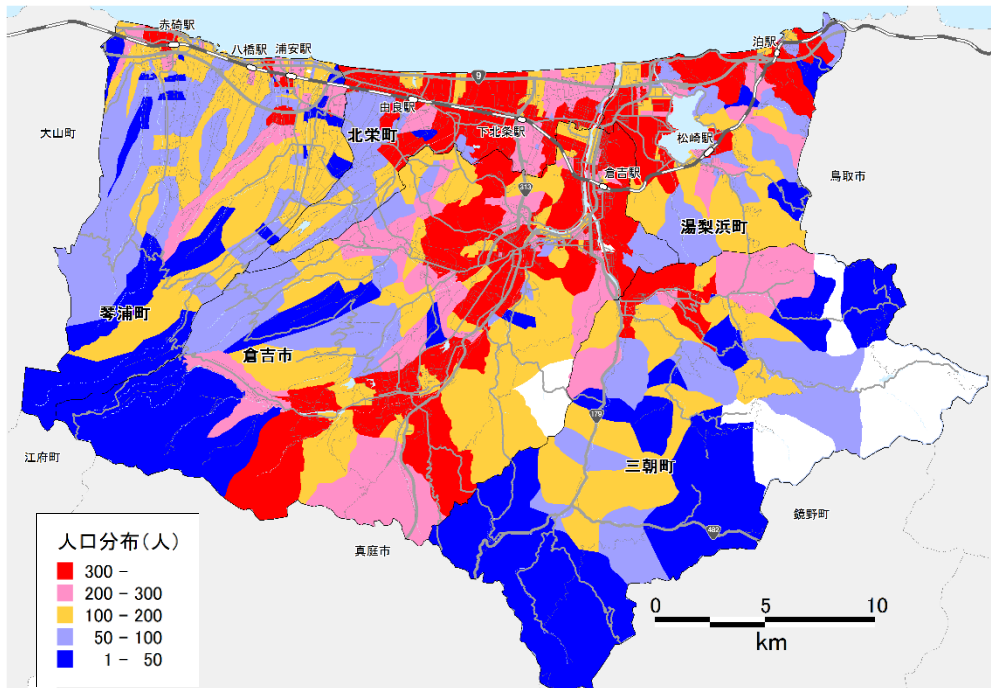 赤碕駅
八橋駅
浦安駅
泊駅
9
由良駅
大山町
北栄町
下北条駅
松崎駅
倉吉駅
鳥取市
313
湯梨浜町
琴浦町
倉吉市
179
三朝町
江府町
鏡野町
482
真庭市
人口分布(人)
300 -
200 - 300
100 - 200
50 - 100
1 - 50
0 5 10
km